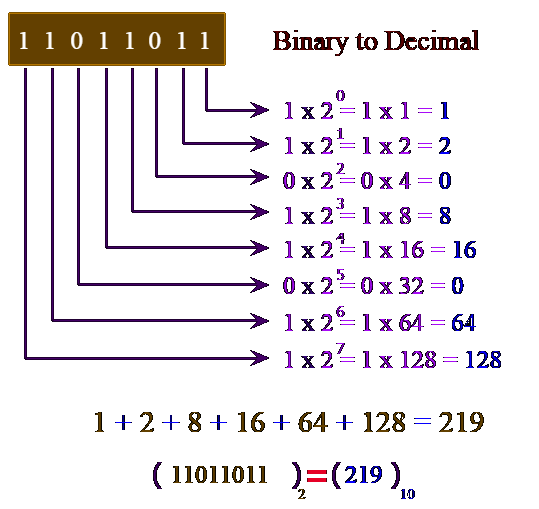 1 1 0 1 1 0 1 1
Binary to Decimal
1 x 2⁰ = 1 x 1 = 1
1 x 2¹ = 1 x 2 = 2
0 x 2² = 0 x 4 = 0
1 x 2³ = 1 x 8 = 8
1 x 2⁴ = 1 x 16 = 16
0 x 2⁵ = 0 x 32 = 0
1 x 2⁶ = 1 x 64 = 64
1 x 2⁷ = 1 x 128 = 128
1 + 2 + 8 + 16 + 64 + 128 = 219
( 11011011 )₂ = ( 219 )₁₀